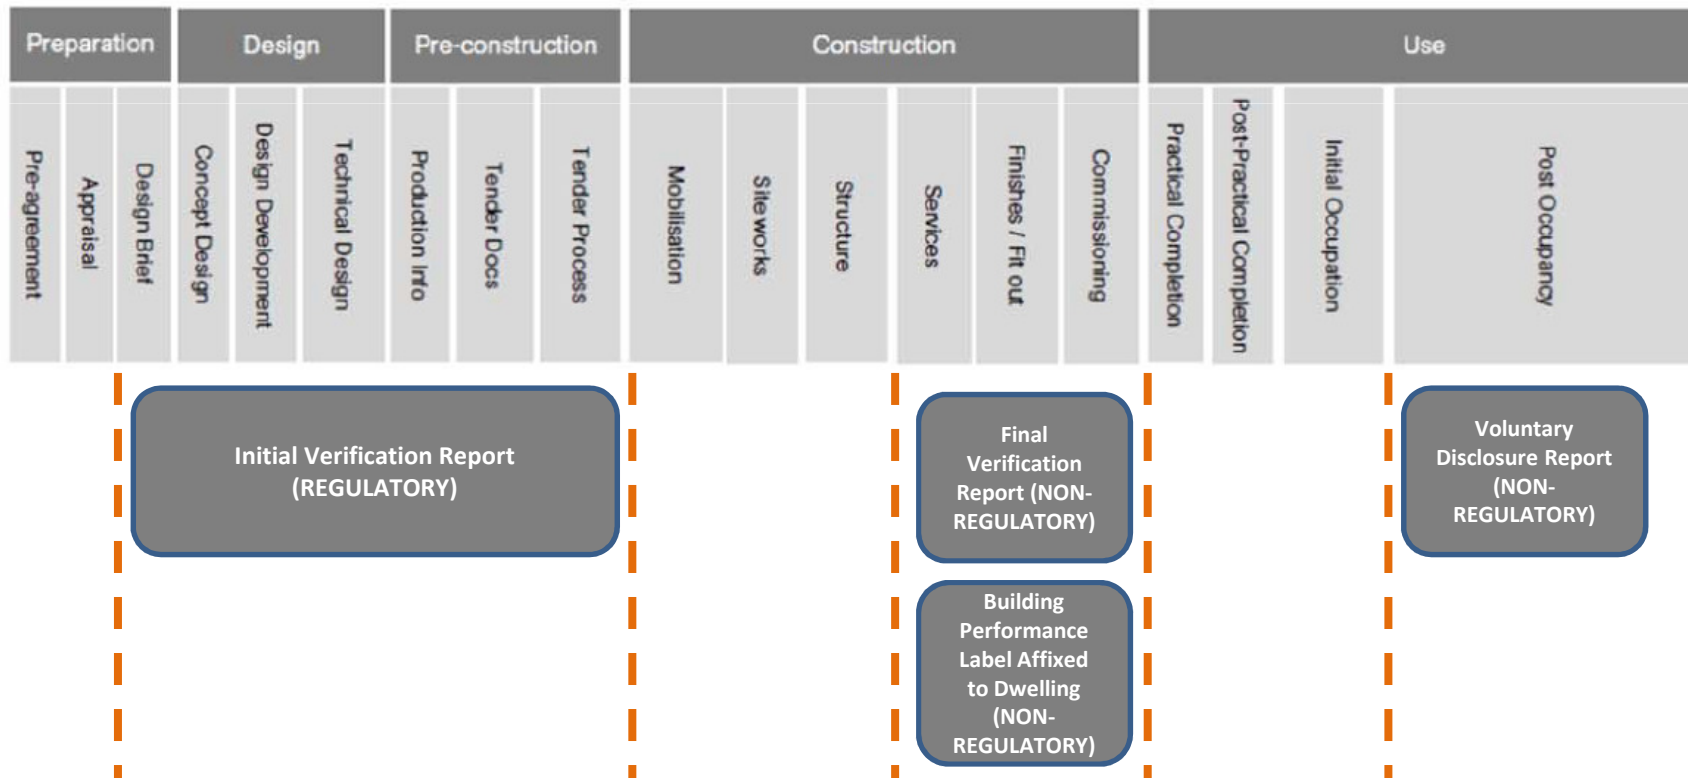 Preparation
Design
Pre-construction
Construction
Use
Pre-agreement
Appraisal
Design Brief
Concept Design
Design Development
Technical Design
Production Info
Tender Docs
Tender Process
Mobilisation
Siteworks
Structure
Services
Finishes / Fit out
Commissioning
Practical Completion
Post-Practical Completion
Initial Occupation
Post Occupancy
Initial Verification Report
(REGULATORY)
Final
Verification
Report (NON-
REGULATORY)
Building
Performance
Label Affixed
to Dwelling
(NON-
REGULATORY)
Voluntary
Disclosure Report
(NON-
REGULATORY)